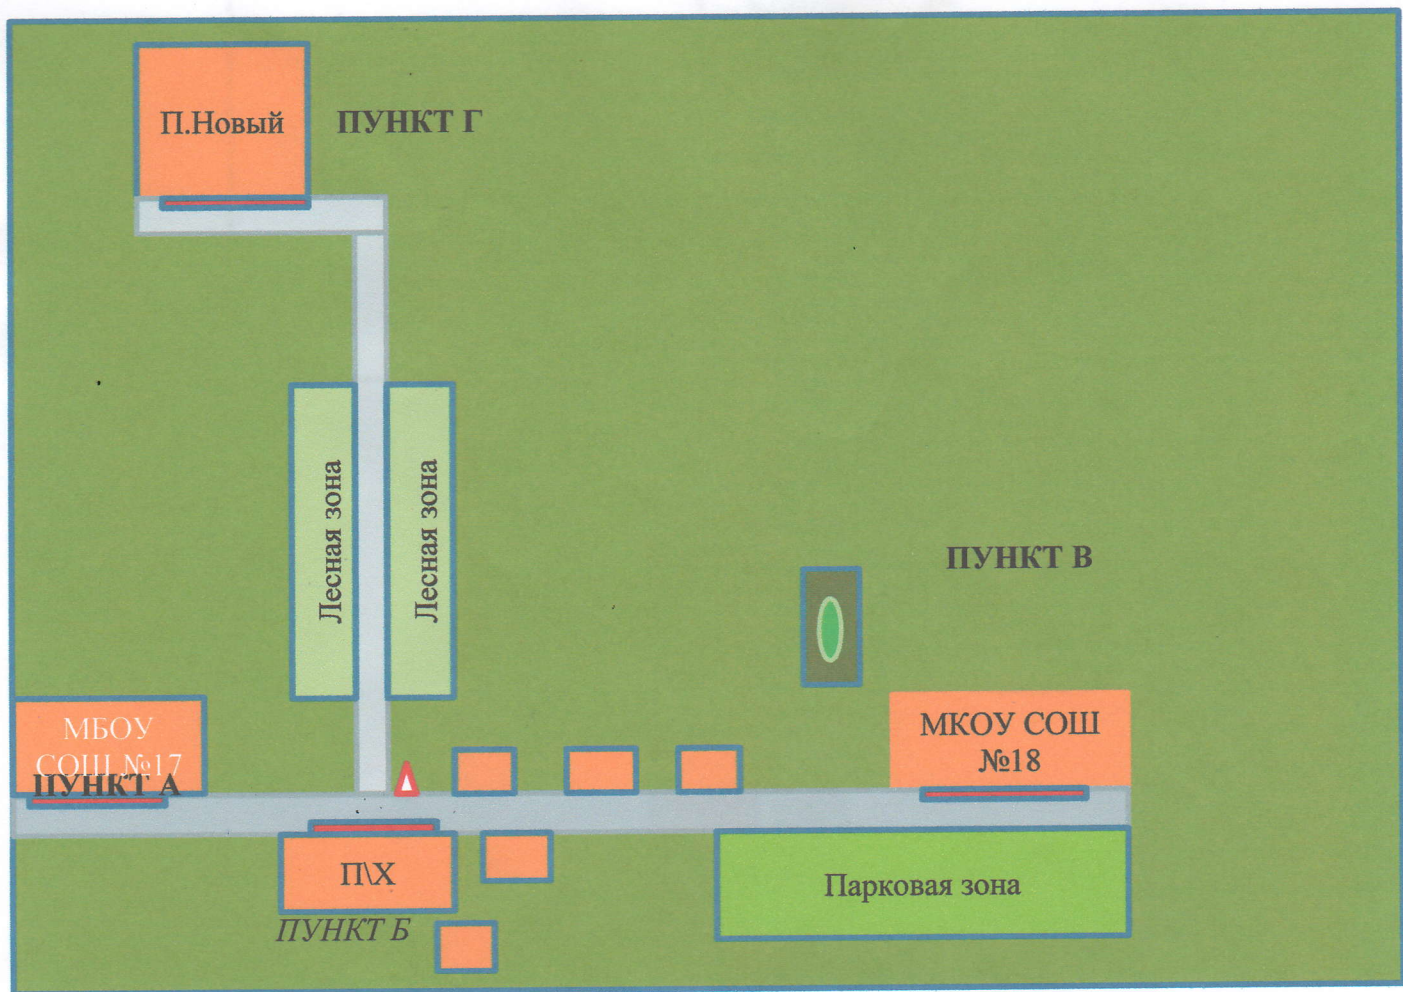 П.Новый
ПУНКТ Г
Лесная зона
Лесная зона
ПУНКТ В
МБОУ
СОШ №17
ПУНКТ А
МКОУ СОШ
№18
П\Х
ПУНКТ Б
Парковая зона